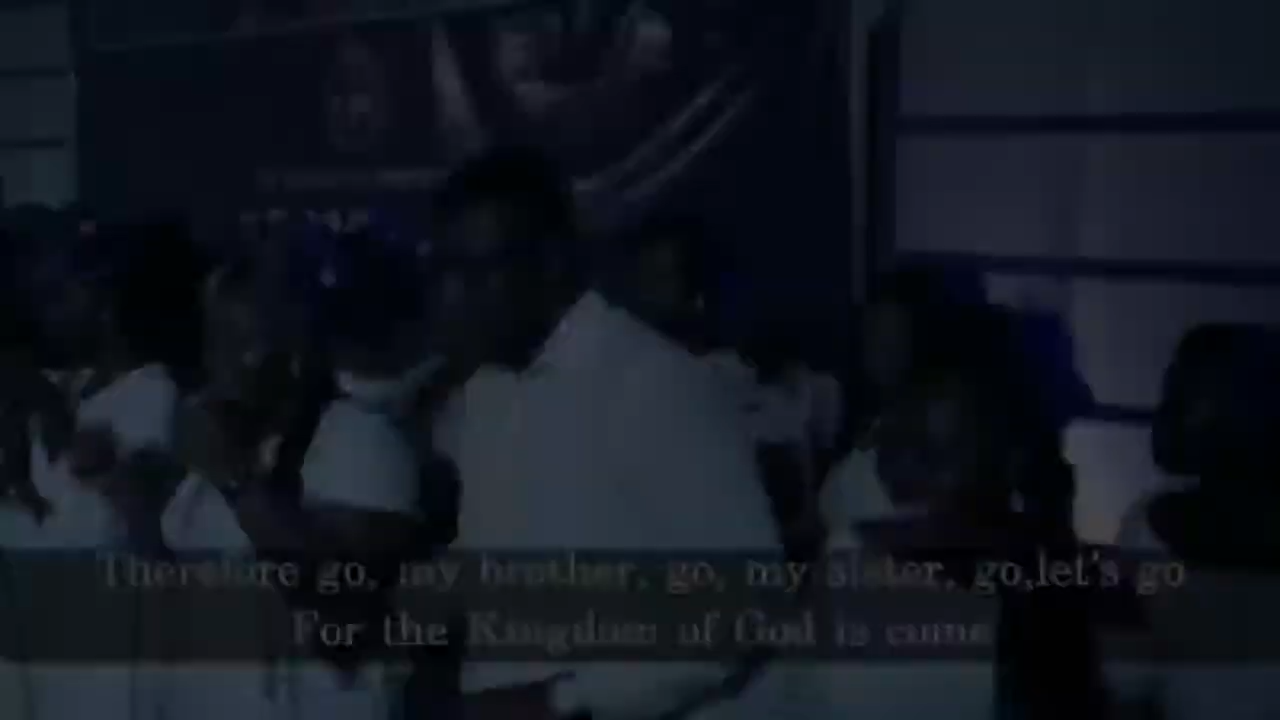 Therefore go, my brother, go, my sister, go,let's go
For the Kingdom of God is come